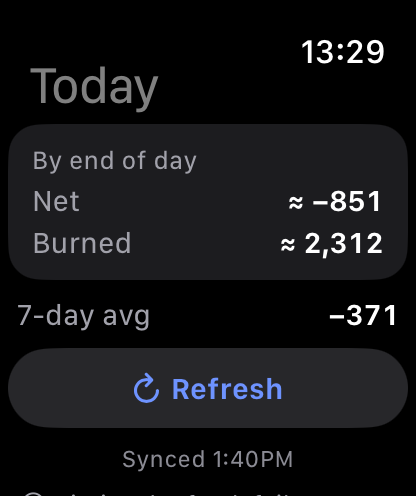 13:29
Today
By end of day
Net ≈ −851
Burned ≈ 2,312
7-day avg −371
Refresh
Synced 1:40PM